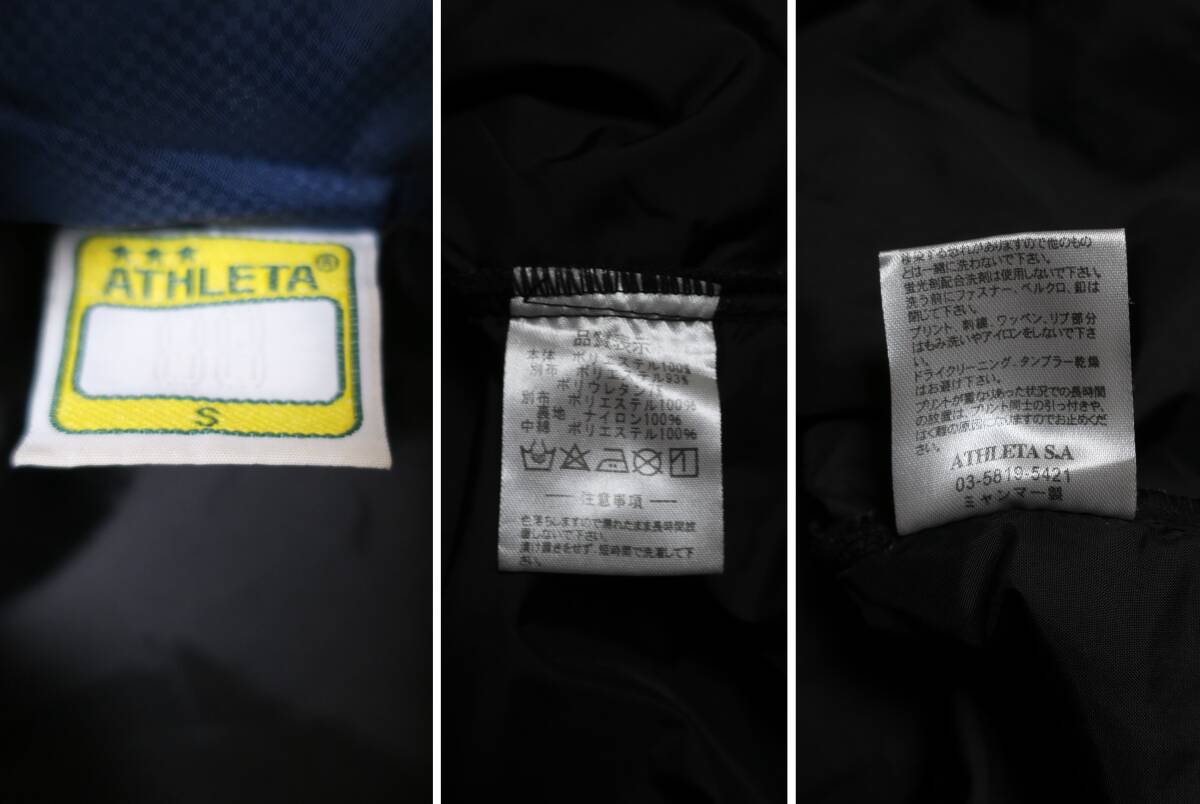 ATHLETA®
S
品質表示
本体 ポリエステル100%
別布 ポリエステル93%
ポリウレタン
別布 ポリエステル100%
裏地 ナイロン100%
中綿 ポリエステル100%
注意事項
色落ちしますので濡れたまま長時間放
置しないで下さい。
漬け置きをせず、短時間で洗濯して下
さい。
移染する恐れがありますので他のもの
とは一緒に洗わないで下さい。
蛍光剤配合洗剤は使用しないで下さい。
洗う前にファスナー、ベルクロ、釦は
閉じて下さい。
プリント、刺繍、ワッペン、リブ部分
はもみ洗いやアイロンをしないで下さ
い。
ドライクリーニング、タンブラー乾燥
はお避け下さい。
プリントが重なりあった状況での長時間
の放置は、プリント同士の引っ付きや、
はく離の原因になりますのでお止めくだ
さい。
ATHLETA S.A
03-5819-5421
ミャンマー製